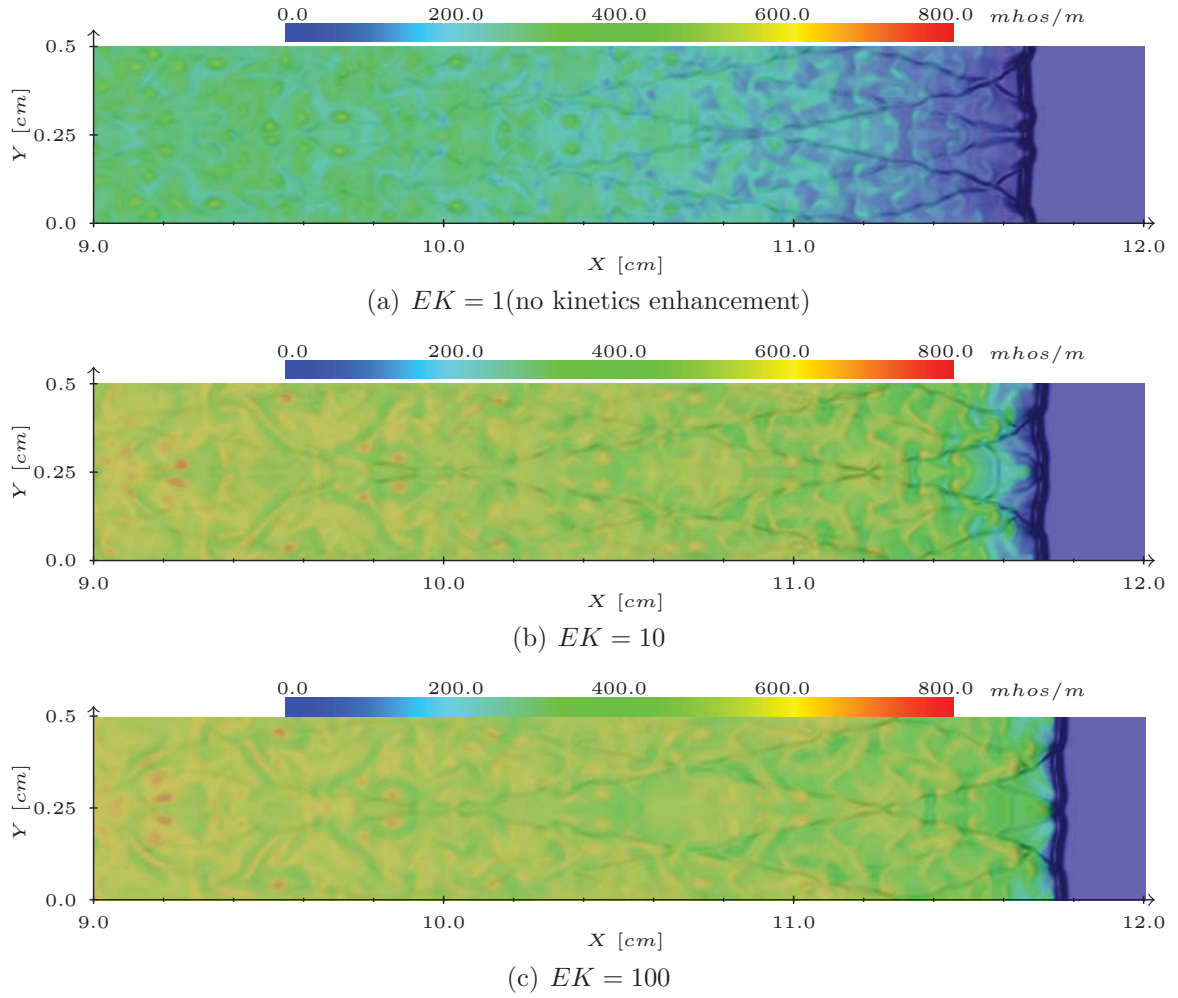 0.0 200.0 400.0 600.0 800.0 mhos/m
0.5
0.25
0.0
Y [cm]
9.0 10.0 11.0 12.0
X [cm]
(a) EK = 1(no kinetics enhancement)
0.0 200.0 400.0 600.0 800.0 mhos/m
0.5
0.25
0.0
Y [cm]
9.0 10.0 11.0 12.0
X [cm]
(b) EK = 10
0.0 200.0 400.0 600.0 800.0 mhos/m
0.5
0.25
0.0
Y [cm]
9.0 10.0 11.0 12.0
X [cm]
(c) EK = 100